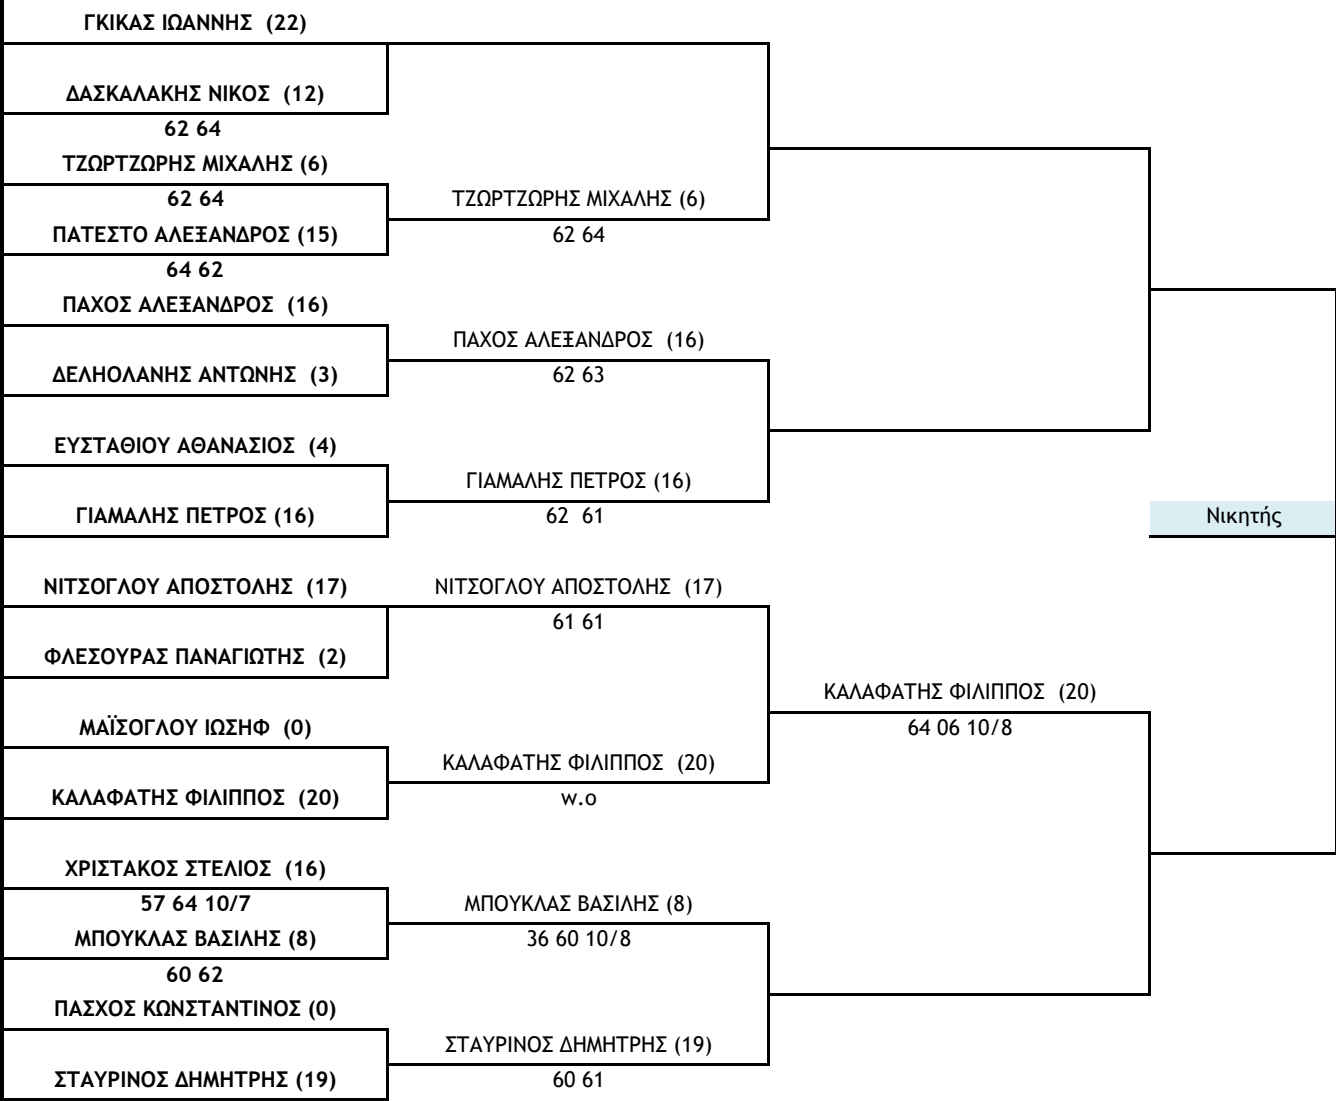 ΓΚΙΚΑΣ ΙΩΑΝΝΗΣ (22)
ΔΑΣΚΑΛΑΚΗΣ ΝΙΚΟΣ (12)
62 64
ΤΖΩΡΤΖΩΡΗΣ ΜΙΧΑΛΗΣ (6)
62 64
ΤΖΩΡΤΖΩΡΗΣ ΜΙΧΑΛΗΣ (6)
ΠΑΤΕΣΤΟ ΑΛΕΞΑΝΔΡΟΣ (15)
62 64
64 62
ΠΑΧΟΣ ΑΛΕΞΑΝΔΡΟΣ (16)
ΠΑΧΟΣ ΑΛΕΞΑΝΔΡΟΣ (16)
ΔΕΛΗΟΛΑΝΗΣ ΑΝΤΩΝΗΣ (3)
62 63
ΕΥΣΤΑΘΙΟΥ ΑΘΑΝΑΣΙΟΣ (4)
ΓΙΑΜΑΛΗΣ ΠΕΤΡΟΣ (16)
ΓΙΑΜΑΛΗΣ ΠΕΤΡΟΣ (16)
62 61
Νικητής
ΝΙΤΣΟΓΛΟΥ ΑΠΟΣΤΟΛΗΣ (17)
ΝΙΤΣΟΓΛΟΥ ΑΠΟΣΤΟΛΗΣ (17)
61 61
ΦΛΕΣΟΥΡΑΣ ΠΑΝΑΓΙΩΤΗΣ (2)
ΚΑΛΑΦΑΤΗΣ ΦΙΛΙΠΠΟΣ (20)
ΜΑΪΣΟΓΛΟΥ ΙΩΣΗΦ (0)
64 06 10/8
ΚΑΛΑΦΑΤΗΣ ΦΙΛΙΠΠΟΣ (20)
ΚΑΛΑΦΑΤΗΣ ΦΙΛΙΠΠΟΣ (20)
w.o
ΧΡΙΣΤΑΚΟΣ ΣΤΕΛΙΟΣ (16)
57 64 10/7
ΜΠΟΥΚΛΑΣ ΒΑΣΙΛΗΣ (8)
ΜΠΟΥΚΛΑΣ ΒΑΣΙΛΗΣ (8)
36 60 10/8
60 62
ΠΑΣΧΟΣ ΚΩΝΣΤΑΝΤΙΝΟΣ (0)
ΣΤΑΥΡΙΝΟΣ ΔΗΜΗΤΡΗΣ (19)
ΣΤΑΥΡΙΝΟΣ ΔΗΜΗΤΡΗΣ (19)
60 61